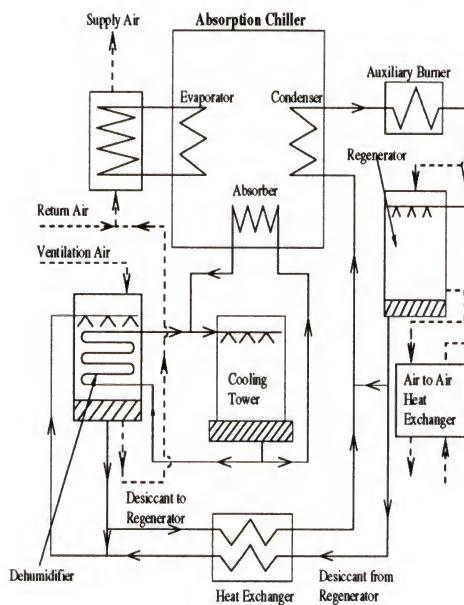 Supply Air
Absorption Chiller
Auxiliary Burner
Evaporator
Condenser
Regenerator
Absorber
Return Air
Ventilation Air
Cooling
Tower
Air to Air
Heat
Exchanger
Desiccant to
Regenerator
Dehumidifier
Heat Exchanger
Desiccant from
Regenerator